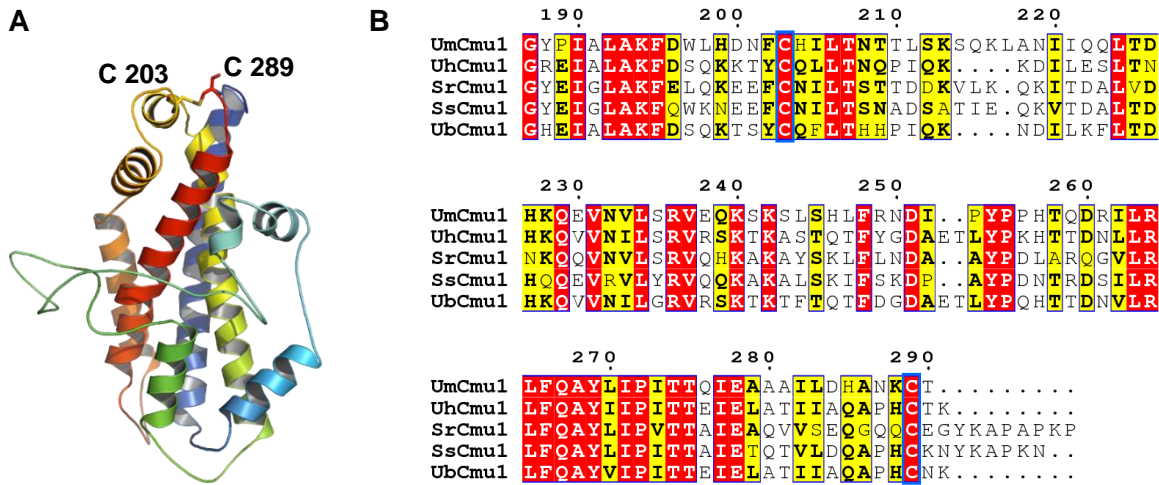 A
C 203
C 289
B
190 200 210 220
UmCmu1 GYPIALAKFDWLHDNFCHILTNTTLSKSQKLANIIQQLTD
UhCmu1 GREIALAKFDSQKKTYCQLLTNQPIQK....KDILESLTN
SrCmu1 GYEIGLAKFELQKEEFCNILTSTTDDKVLK.QKITDALVD
SsCmu1 GYEIGLAKFQWKNEEFCNILTSNADSATIE.QKVTDALTD
UbCmu1 GHEIALAKFDSQKTSYCQFLTHHPIQK....NDILKFLTD
230 240 250 260
UmCmu1 HKQEVNVLSRVEQKSKSLSHLFRNDI..PYPPHTQDRILR
UhCmu1 HKQVVNILSRVRSKTKASTQTFYGDAETLYPKHTTDNLLR
SrCmu1 NKQQVNVLSRVQHKAKAYSKLFLNDA..AYPDLARQGVLR
SsCmu1 HQQEVRVLYRVQQKAKALSKIFSKDP..AYPDNTRDSILR
UbCmu1 HKQVVNILGRVRSKTKTFTQTFDGDAETLYPQHTTDNVLR
270 280 290
UmCmu1 LFQAYLIPITTQIEAAAILDHANKCT.........
UhCmu1 LFQAYIIPVTTEIELATIIAQAPHCTK........
SrCmu1 LFQAYLIPVTTAIEAQVVSEQGQQCEGYKAPAPKP
SsCmu1 LFQAYLIPITTAIETQTVLDQAPHCKNYKAPKN..
UbCmu1 LFQAYVIPITTEIELATIIAQAPHCNK........